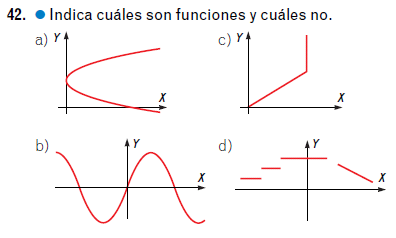 42. ● Indica cuáles son funciones y cuáles no.
a) Y
X
c) Y
X
b) Y
X
d) Y
X